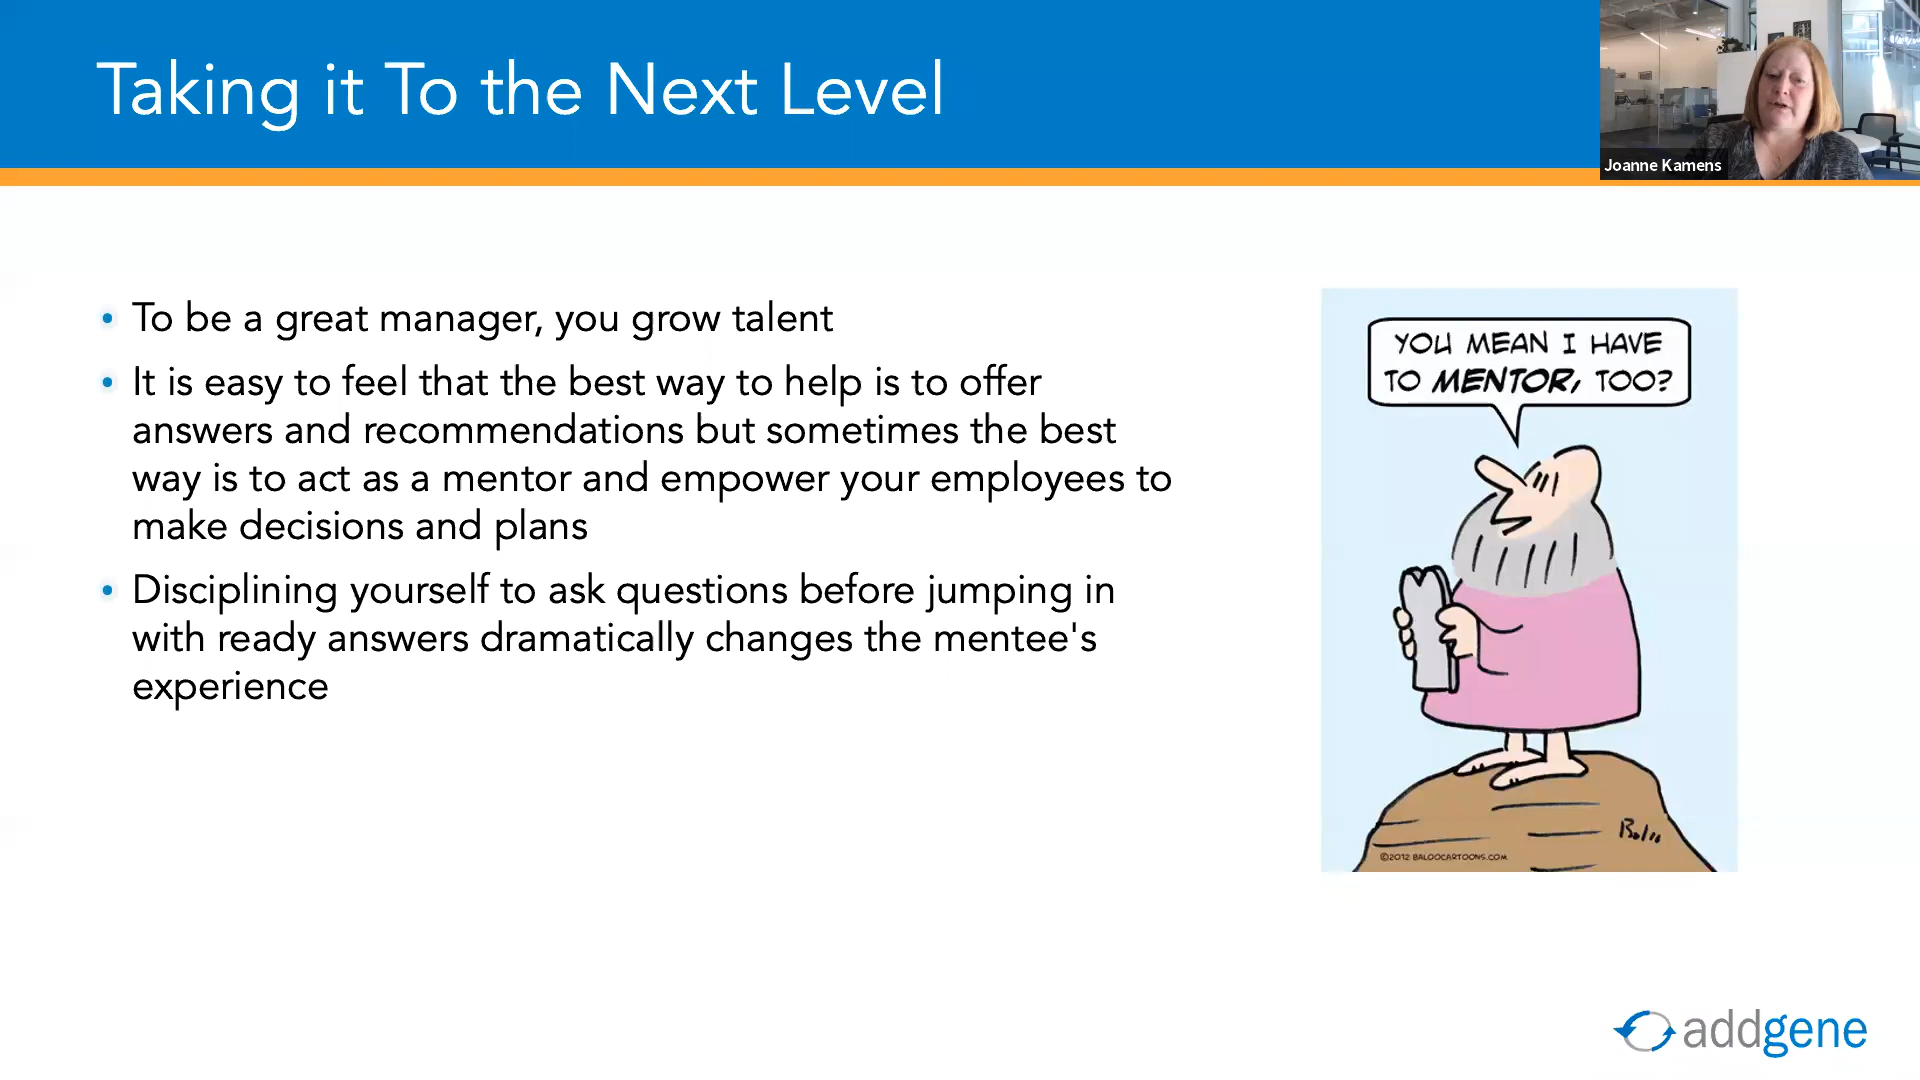 Taking it To the Next Level
Joanne Kamens
• To be a great manager, you grow talent
• It is easy to feel that the best way to help is to offer
answers and recommendations but sometimes the best
way is to act as a mentor and empower your employees to
make decisions and plans
• Disciplining yourself to ask questions before jumping in
with ready answers dramatically changes the mentee's
experience
YOU MEAN I HAVE
TO MENTOR, TOO?
Baloo
©2012 BALOOCARTOONS.COM
addgene